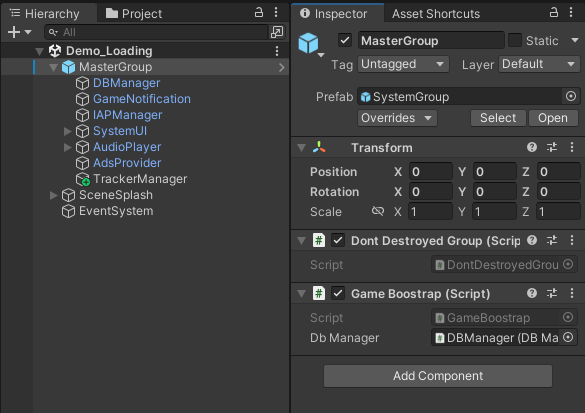 Hierarchy
Project
All
Demo_Loading
MasterGroup
DBManager
GameNotification
IAPManager
SystemUI
AudioPlayer
AdsProvider
TrackerManager
SceneSplash
EventSystem
Inspector
Asset Shortcuts
MasterGroup
Static
Tag Untagged Layer Default
Prefab SystemGroup
Overrides Select Open
Transform
Position X 0 Y 0 Z 0
Rotation X 0 Y 0 Z 0
Scale X 1 Y 1 Z 1
Dont Destroyed Group (Scrip
Script DontDestroyedGrou
Game Boostrap (Script)
Script GameBoostrap
Db Manager DBManager (DB Ma
Add Component